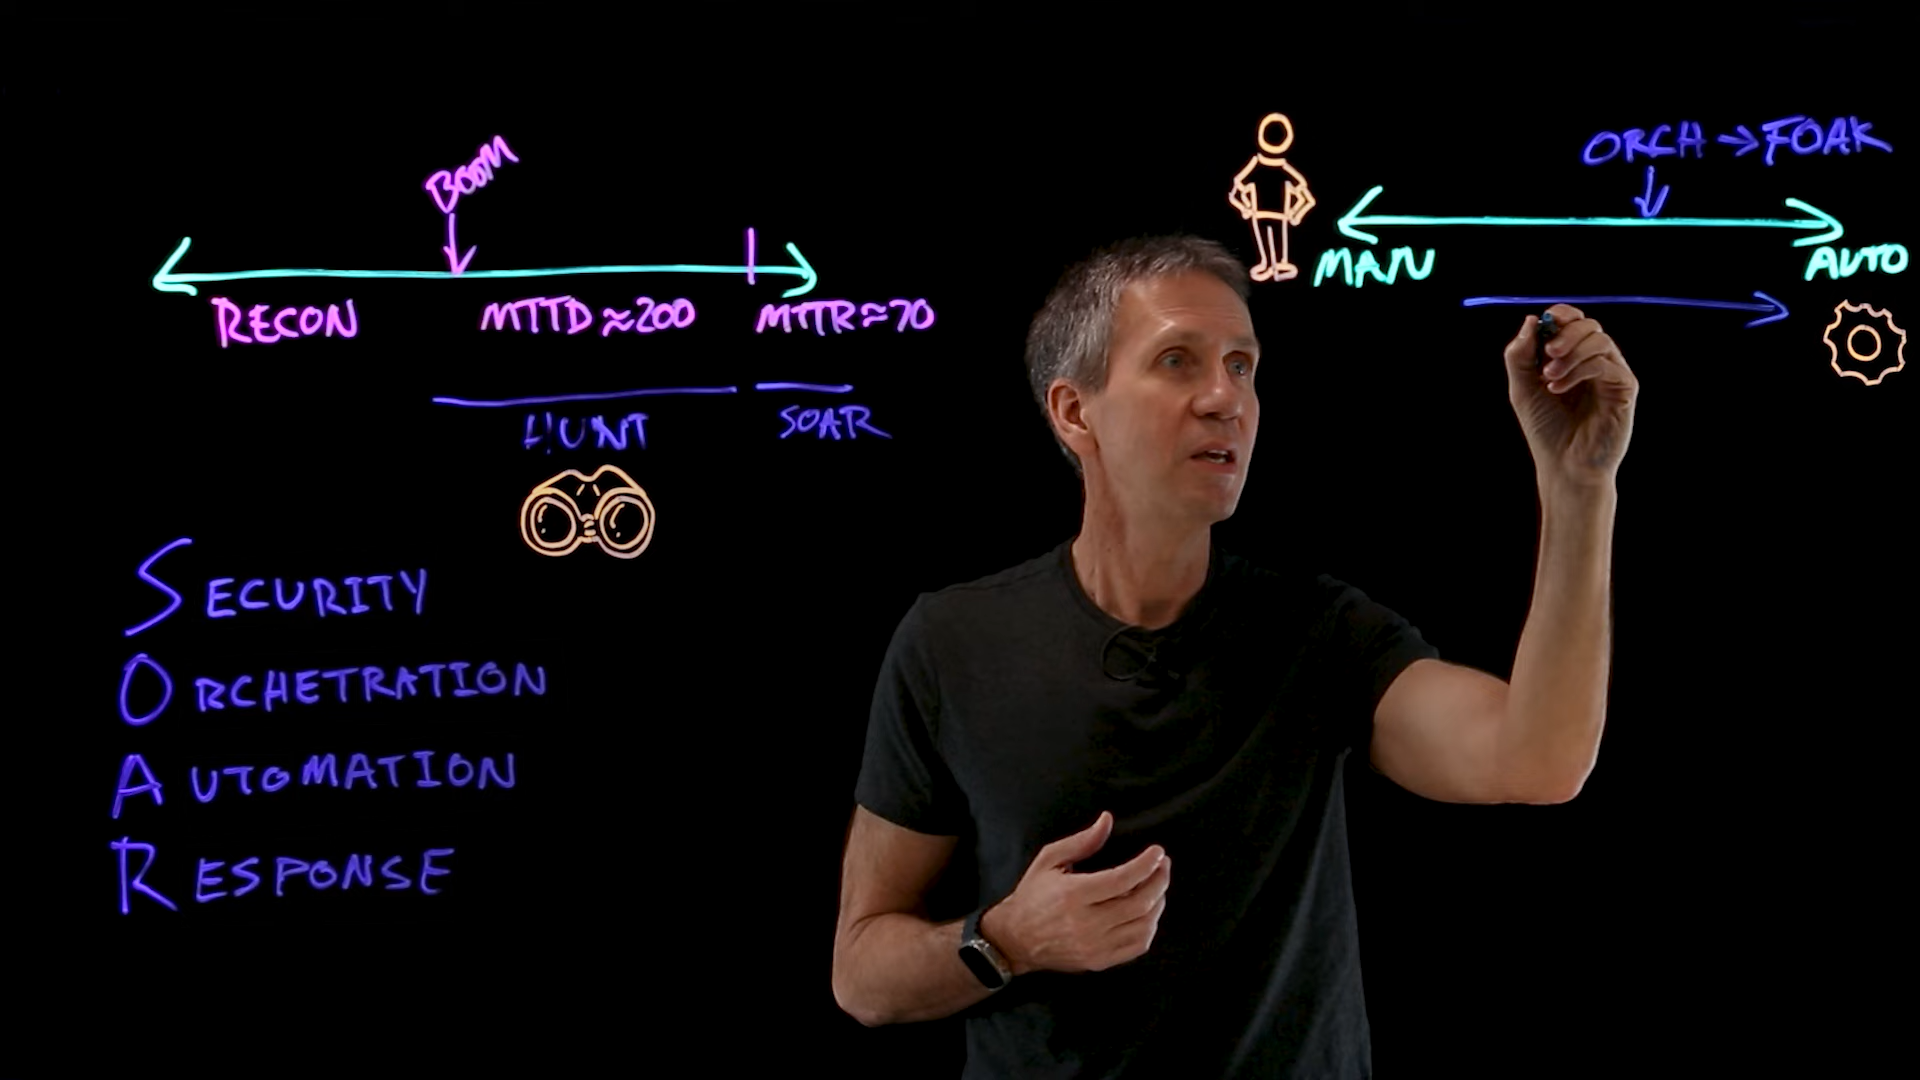 BOOM
RECON
MTTD≈200
MTTR≈70
HUNT
SOAR
SECURITY
ORCHETRATION
AUTOMATION
RESPONSE
ORCH → FOAK
MAN
AUTO